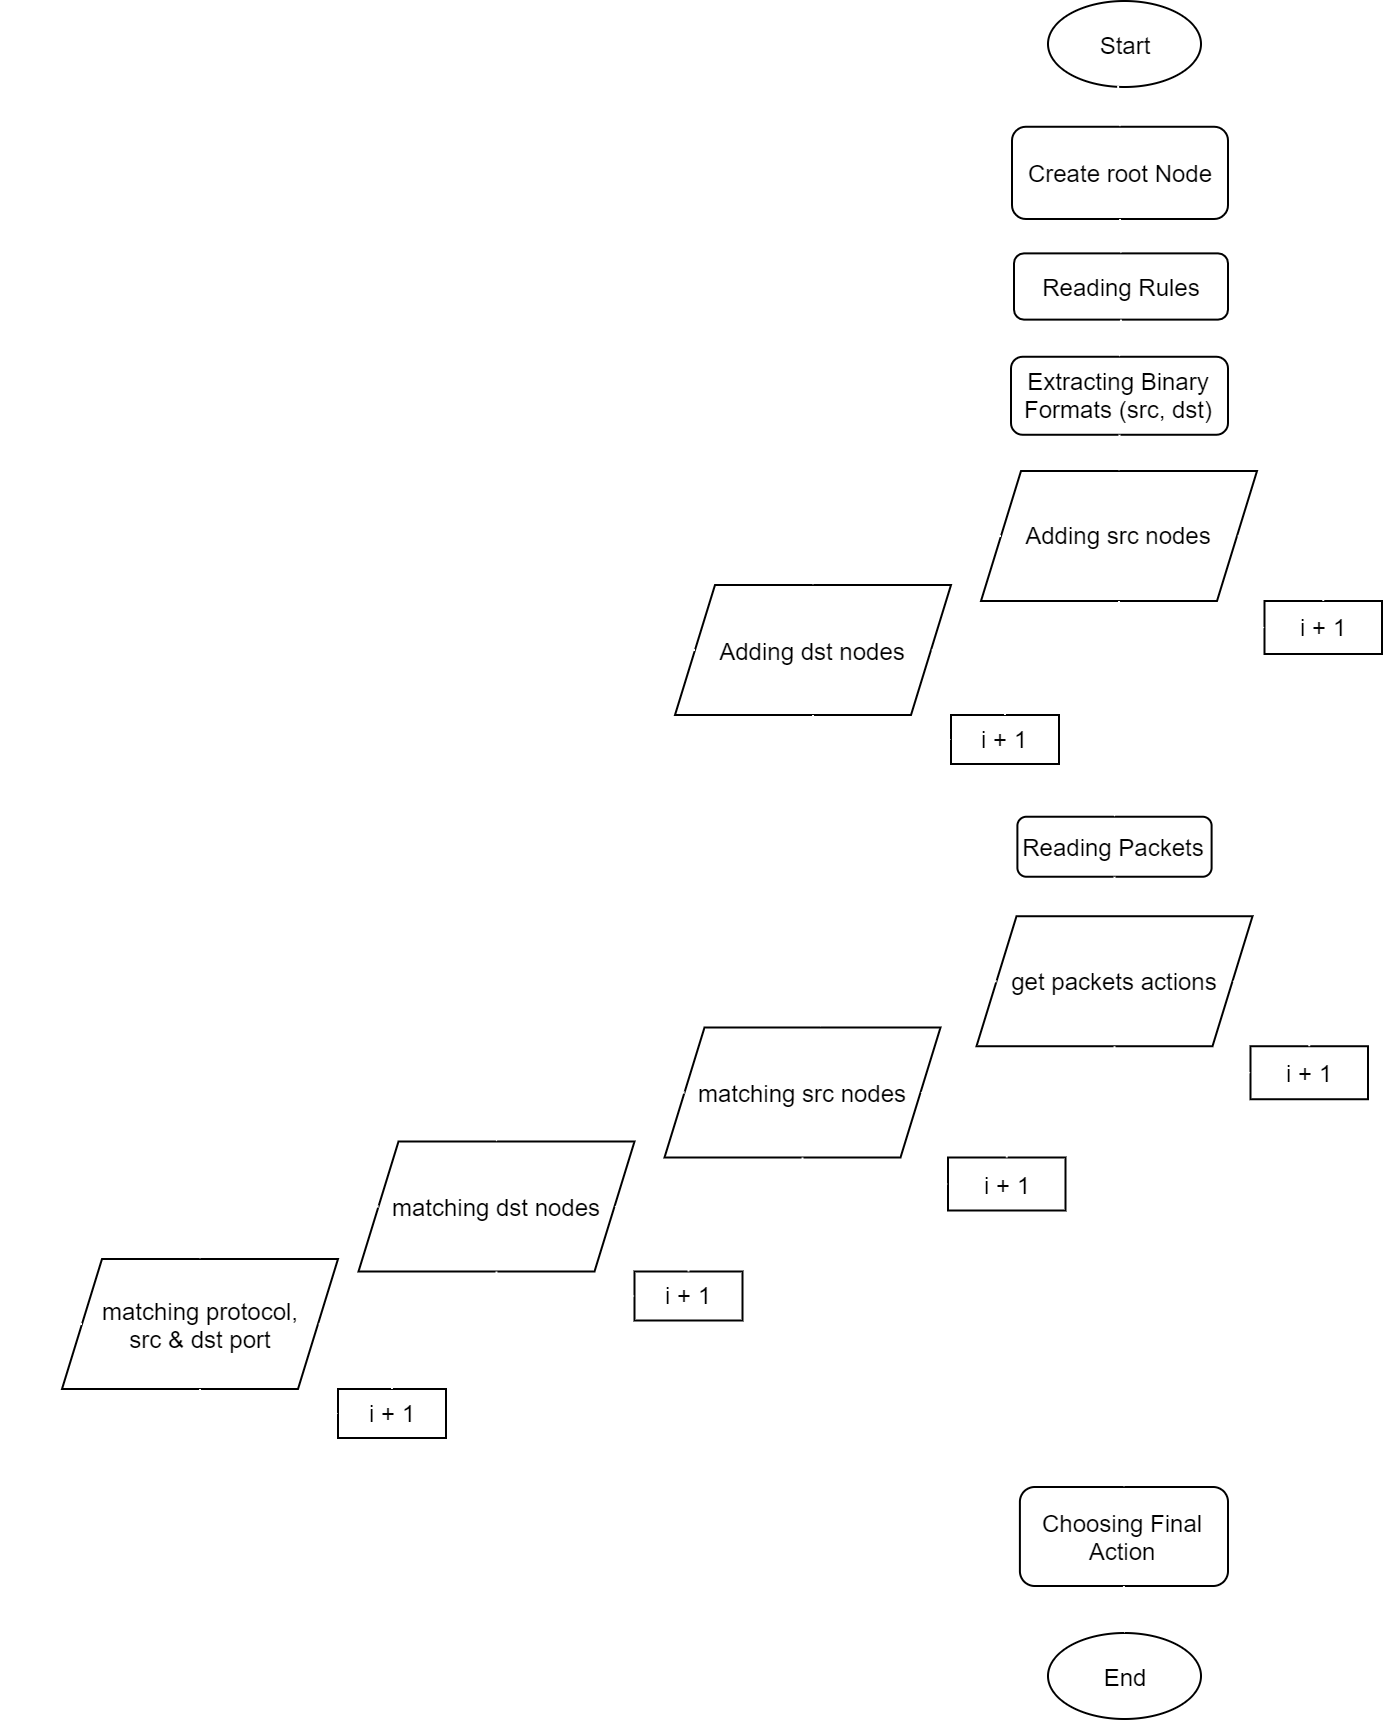 Start
Create root Node
Reading Rules
Extracting Binary
Formats (src, dst)
Adding src nodes
i + 1
Adding dst nodes
i + 1
Reading Packets
get packets actions
i + 1
matching src nodes
i + 1
matching dst nodes
i + 1
matching protocol,
src & dst port
i + 1
Choosing Final
Action
End